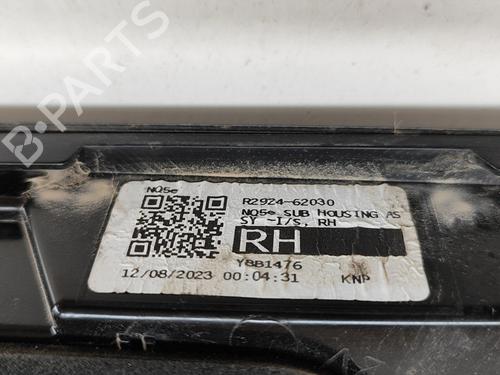 B-PARTS
NQ5e
R29Z4-62030
NQ5e SUB HOUSING AS
SY -I/S, RH
RH
Y8B1476
12/08/2023 00:04:31
KNP